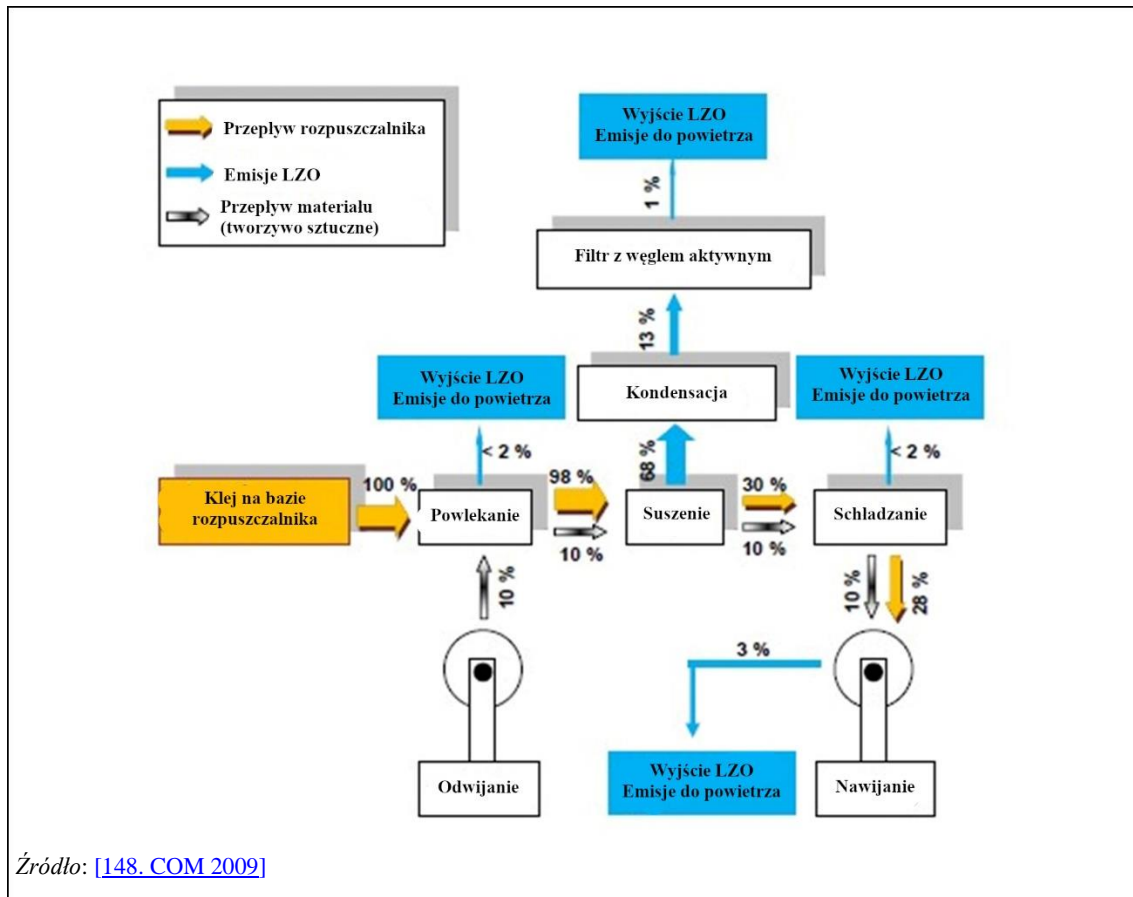 Przepływ rozpuszczalnika
Emisje LZO
Przepływ materiału
(tworzywo sztuczne)
Wyjście LZO
Emisje do powietrza
1 %
Filtr z węglem aktywnym
13 %
Wyjście LZO
Emisje do powietrza
Kondensacja
Wyjście LZO
Emisje do powietrza
< 2 %
68 %
< 2 %
Klej na bazie
rozpuszczalnika
100 %
Powlekanie
98 %
10 %
Suszenie
30 %
10 %
Schładzanie
10 %
10 %
28 %
3 %
Odwijanie
Wyjście LZO
Emisje do powietrza
Nawijanie
Źródło: [148. COM 2009]